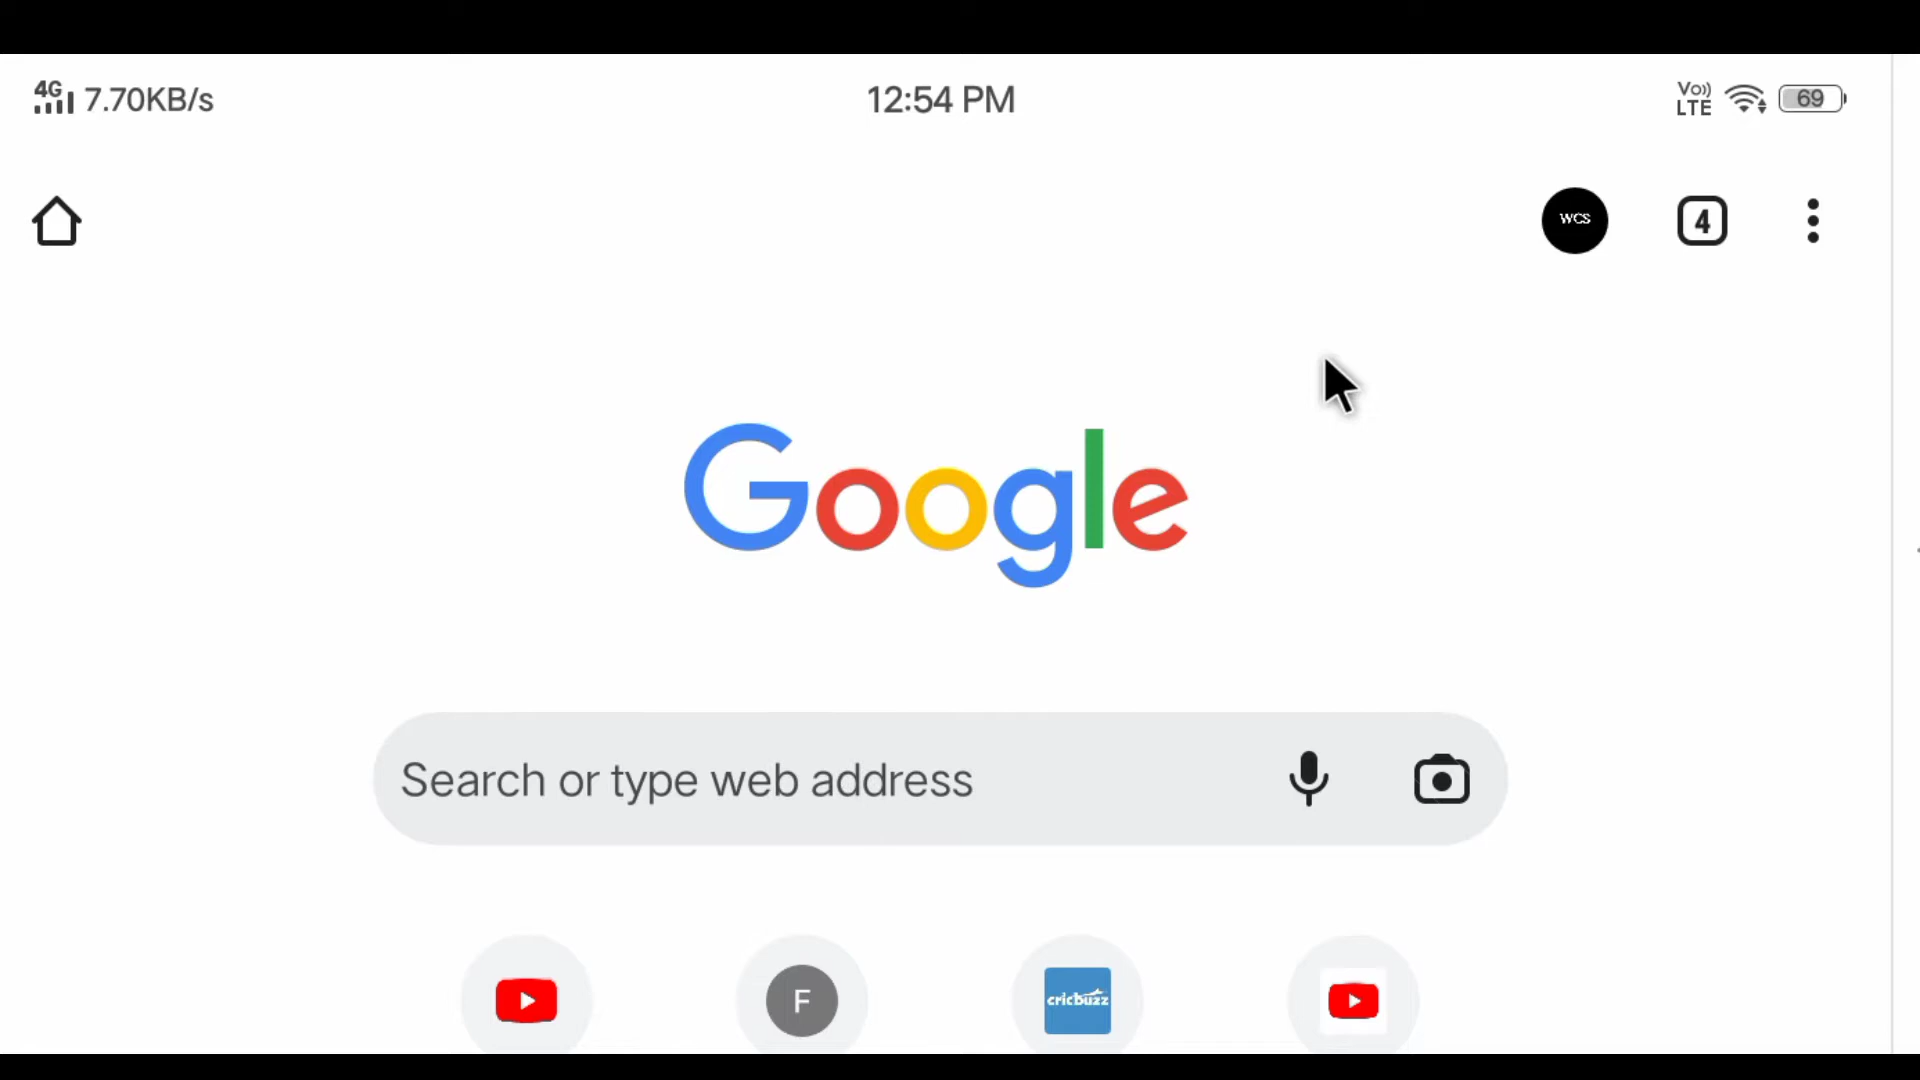 4G 7.70KB/s 12:54 PM Vo)) LTE 69
WCS 4
Google
Search or type web address
F cricbuzz